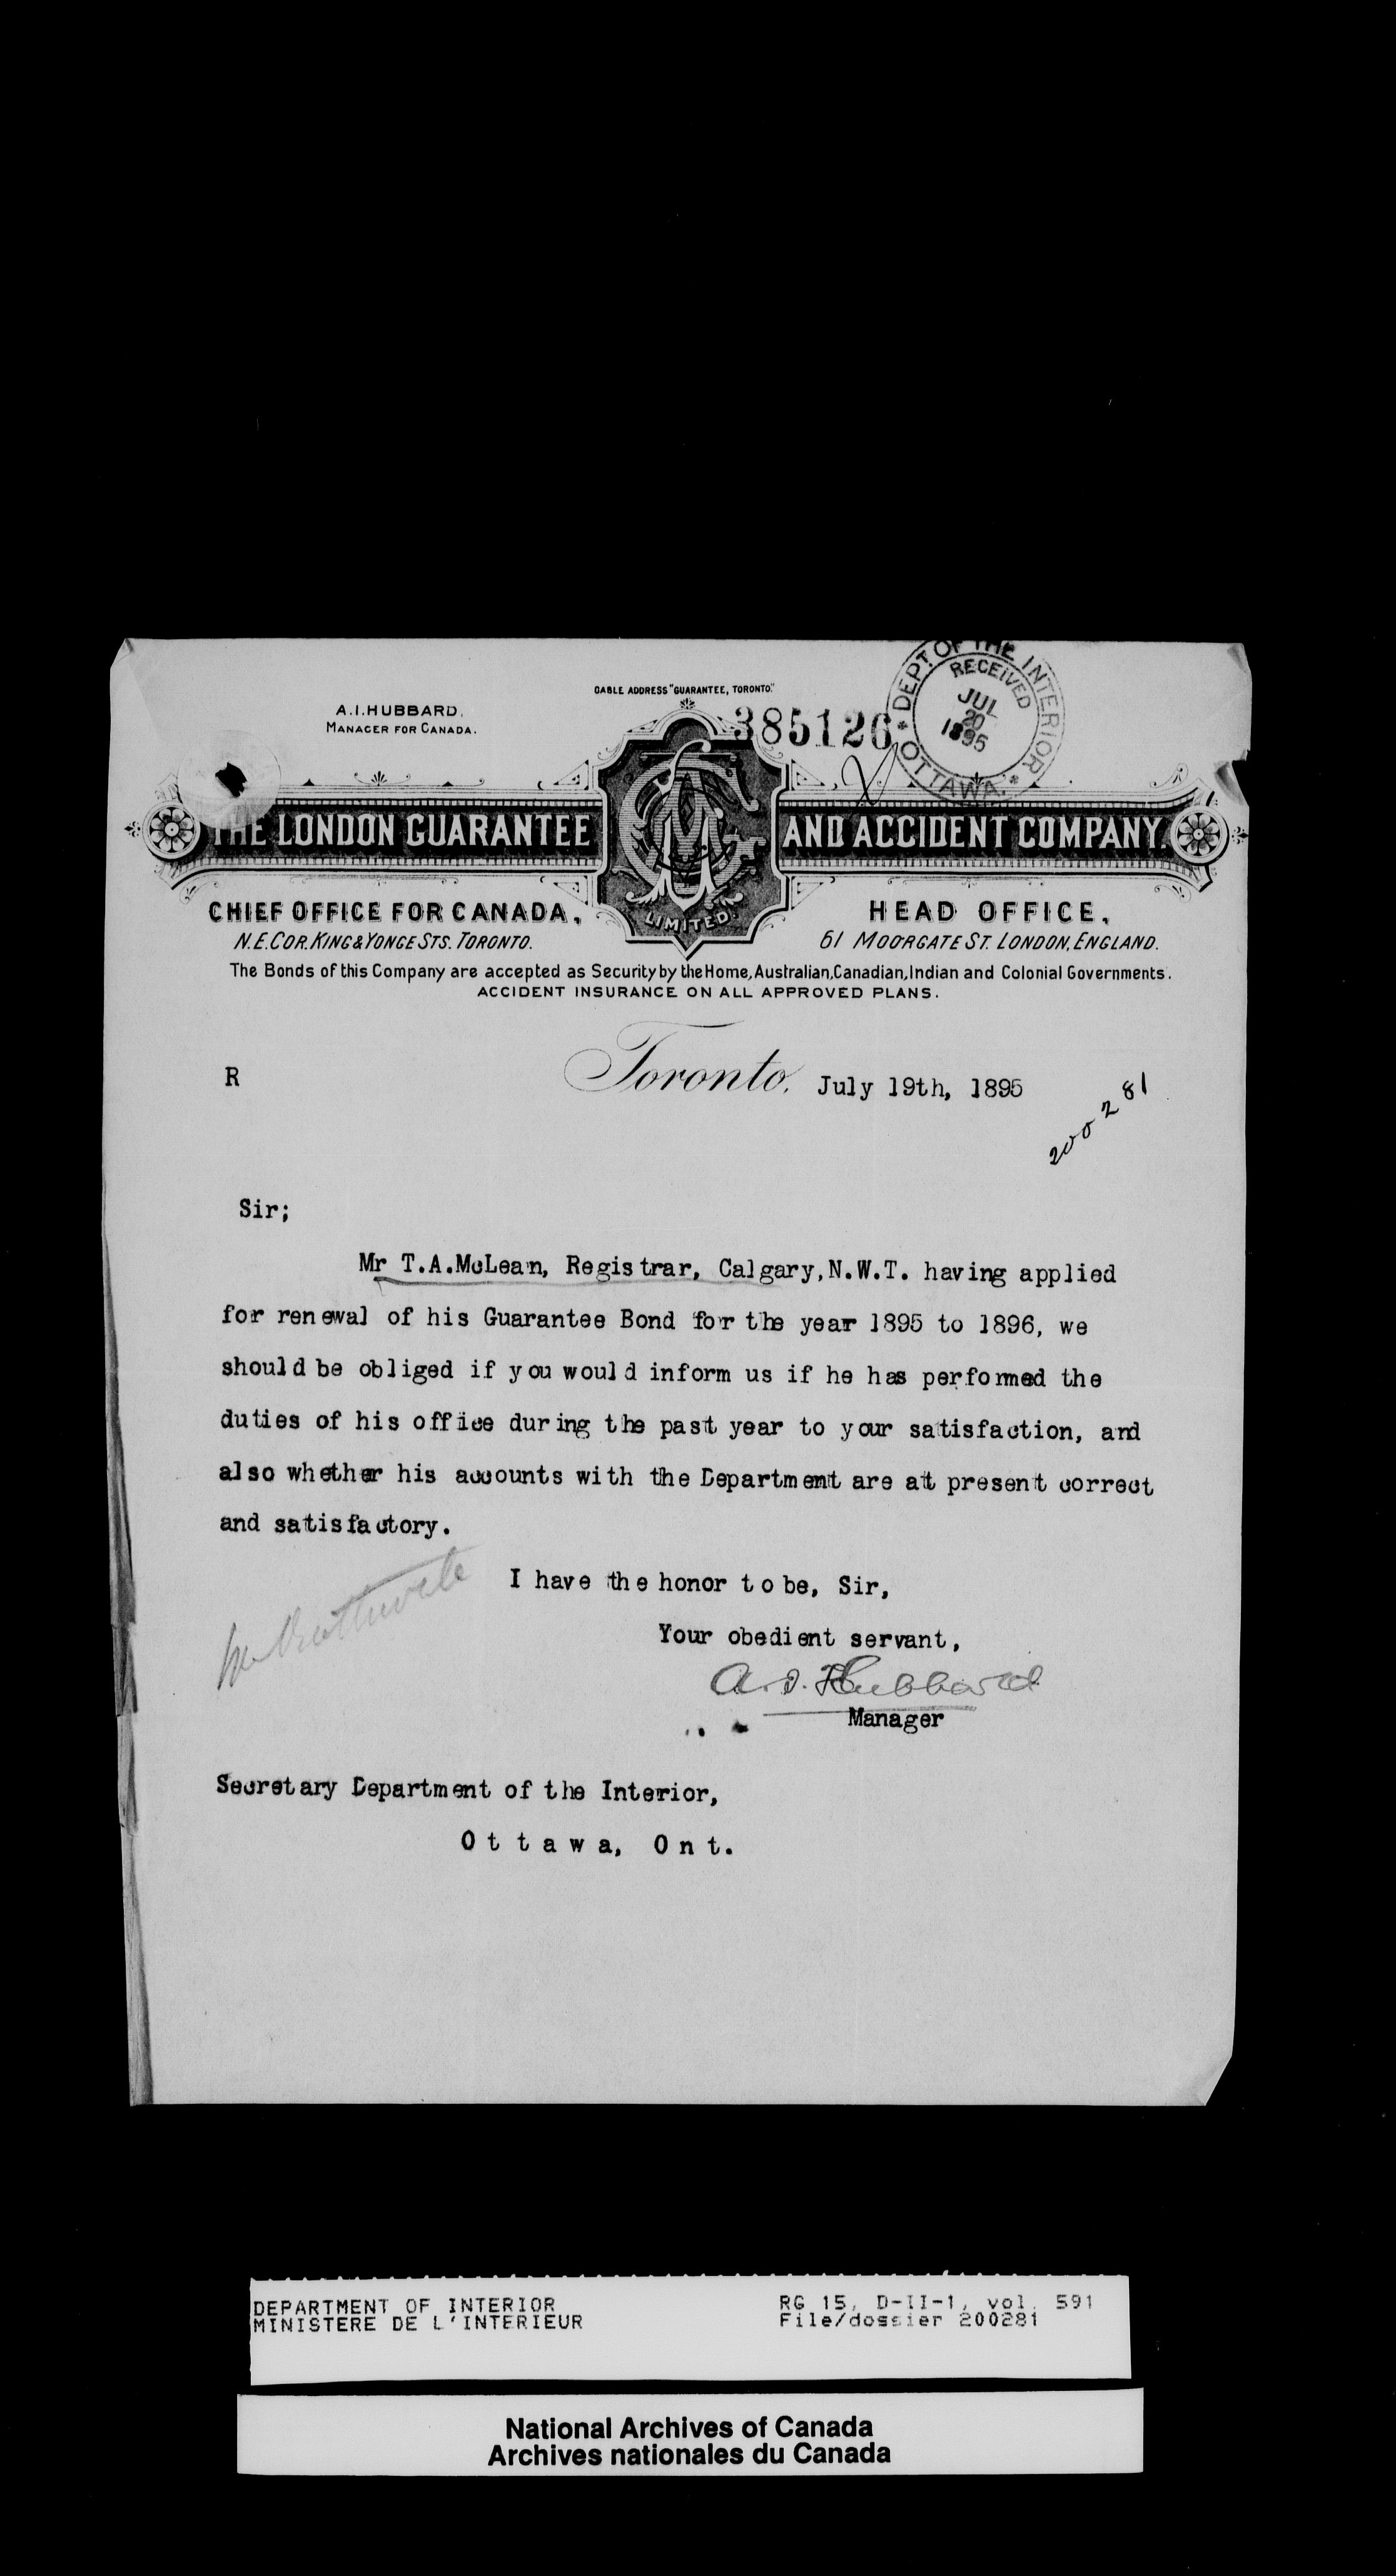 CABLE ADDRESS "GUARANTEE, TORONTO."
A.I.HUBBARD,
MANAGER FOR CANADA.
385126
DEPT OF THE INTERIOR
RECEIVED
JUL
20
1895
OTTAWA.
THE LONDON GUARANTEE AND ACCIDENT COMPANY.
LIMITED.
CHIEF OFFICE FOR CANADA,
N.E.COR.KING & YONGE STS. TORONTO.
HEAD OFFICE,
61 MOORGATE ST. LONDON, ENGLAND.
The Bonds of this Company are accepted as Security by the Home, Australian, Canadian, Indian and Colonial Governments.
ACCIDENT INSURANCE ON ALL APPROVED PLANS.
R
Toronto, July 19th, 1895
200281
Sir;
Mr T.A.McLean, Registrar, Calgary, N.W.T. having applied
for renewal of his Guarantee Bond for the year 1895 to 1896, we
should be obliged if you would inform us if he has performed the
duties of his office during the past year to your satisfaction, and
also whether his accounts with the Department are at present correct
and satisfactory.
I have the honor to be, Sir,
Your obedient servant,
A.I. Hubbard
Manager
Secretary Department of the Interior,
Ottawa, Ont.
DEPARTMENT OF INTERIOR
MINISTERE DE L'INTERIEUR
RG 15, D-II-1, vol. 591
File/dossier 200281
National Archives of Canada
Archives nationales du Canada